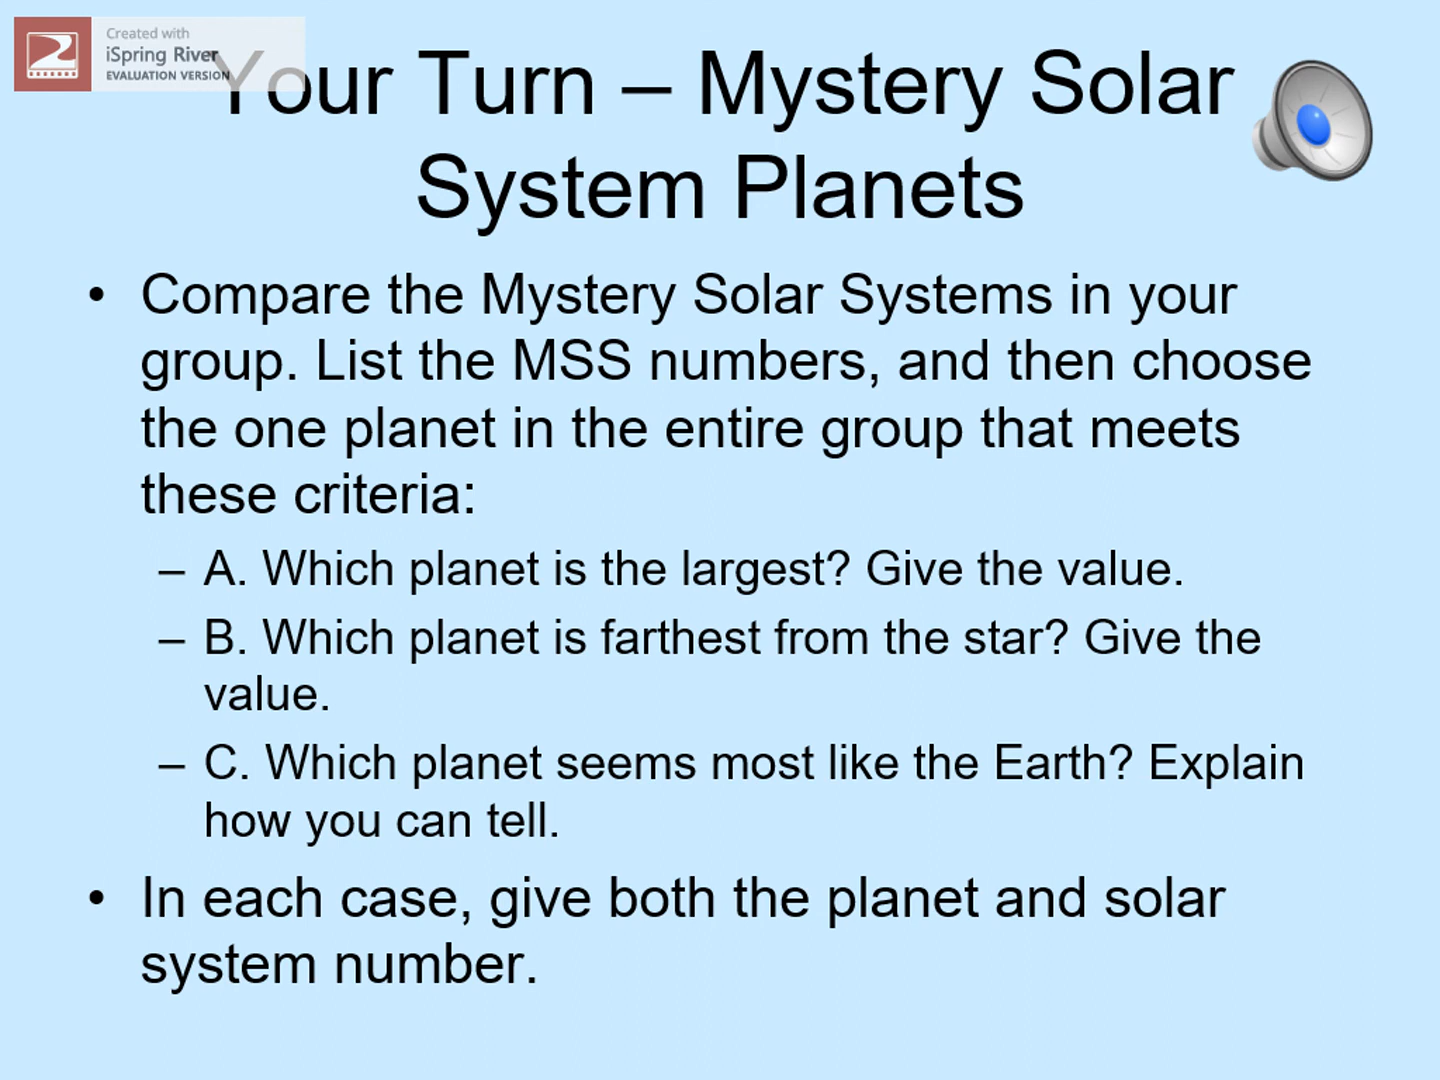 Created with
iSpring River
EVALUATION VERSION
Your Turn – Mystery Solar
System Planets
• Compare the Mystery Solar Systems in your
group. List the MSS numbers, and then choose
the one planet in the entire group that meets
these criteria:
– A. Which planet is the largest? Give the value.
– B. Which planet is farthest from the star? Give the
value.
– C. Which planet seems most like the Earth? Explain
how you can tell.
• In each case, give both the planet and solar
system number.